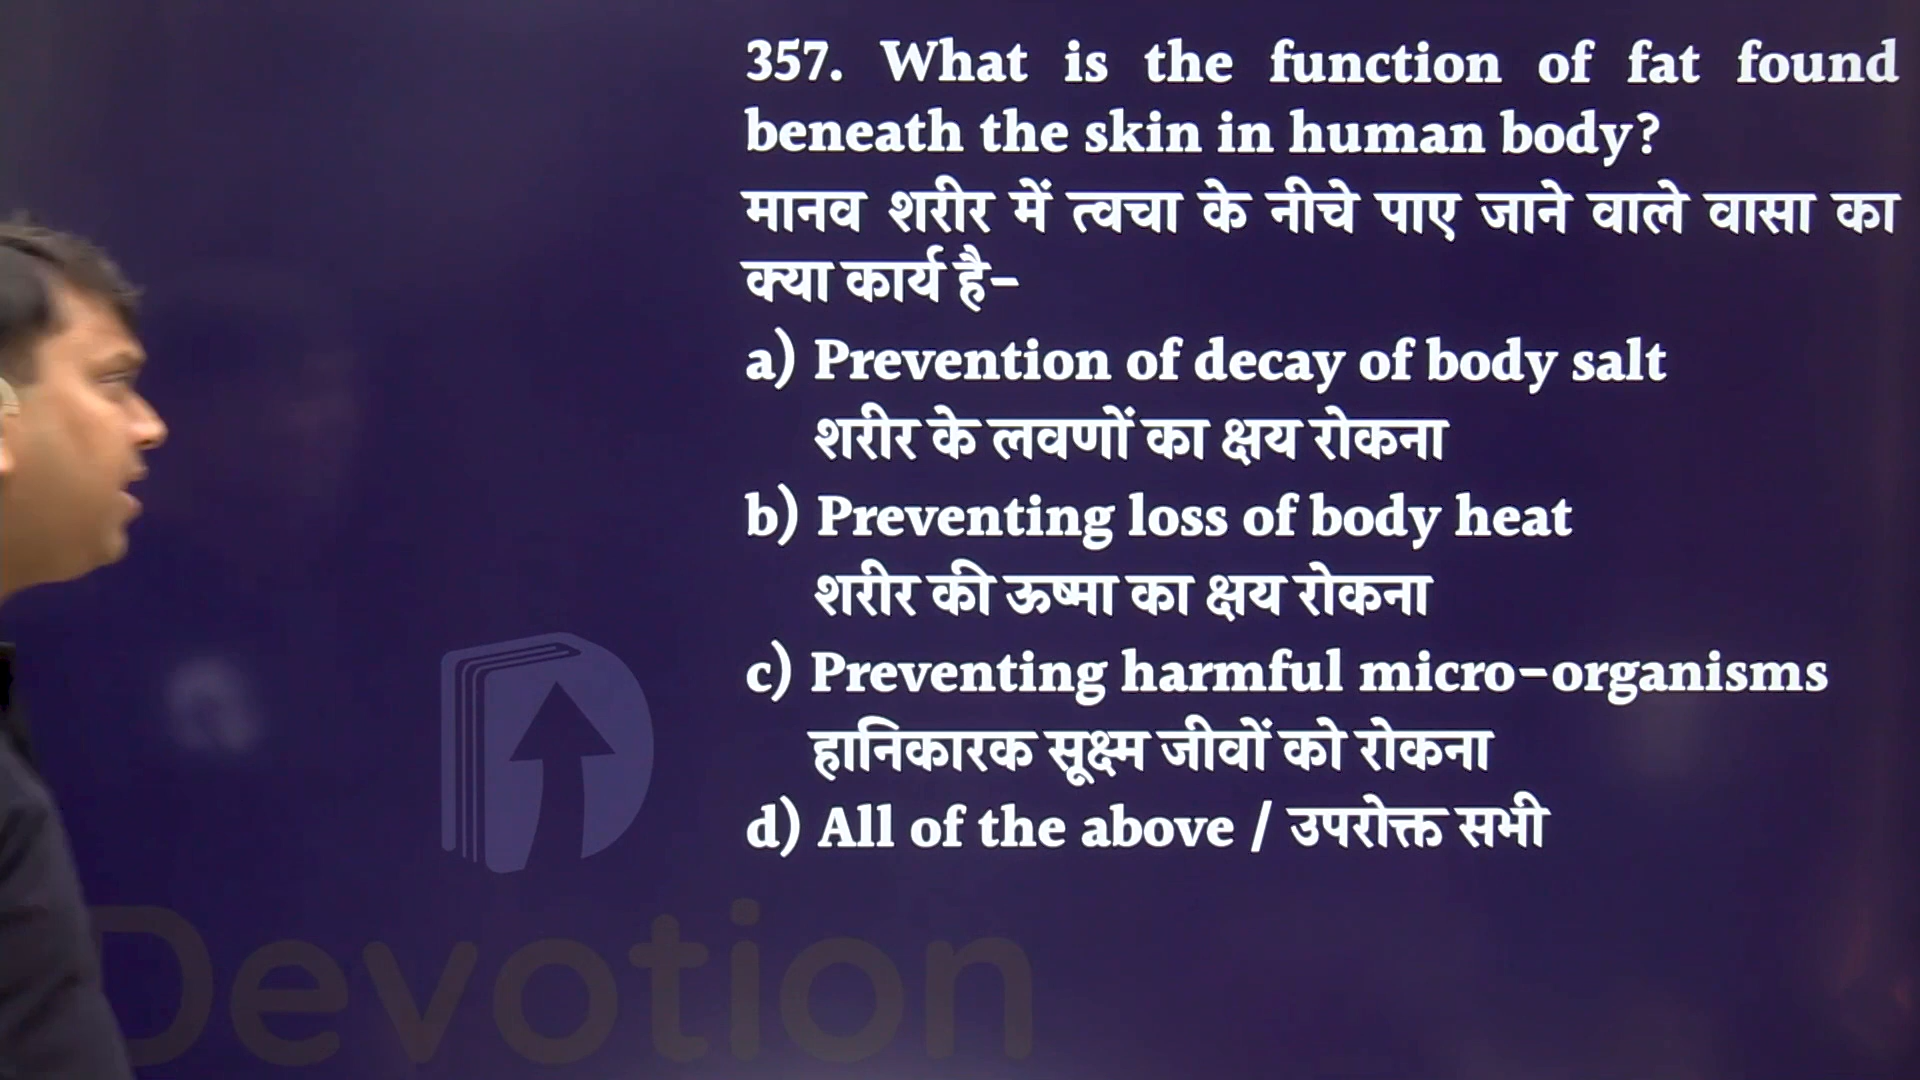 357. What is the function of fat found
beneath the skin in human body?
मानव शरीर में त्वचा के नीचे पाए जाने वाले वासा का
क्या कार्य है-
a) Prevention of decay of body salt
शरीर के लवणों का क्षय रोकना
b) Preventing loss of body heat
शरीर की ऊष्मा का क्षय रोकना
c) Preventing harmful micro-organisms
हानिकारक सूक्ष्म जीवों को रोकना
d) All of the above / उपरोक्त सभी
Devotion